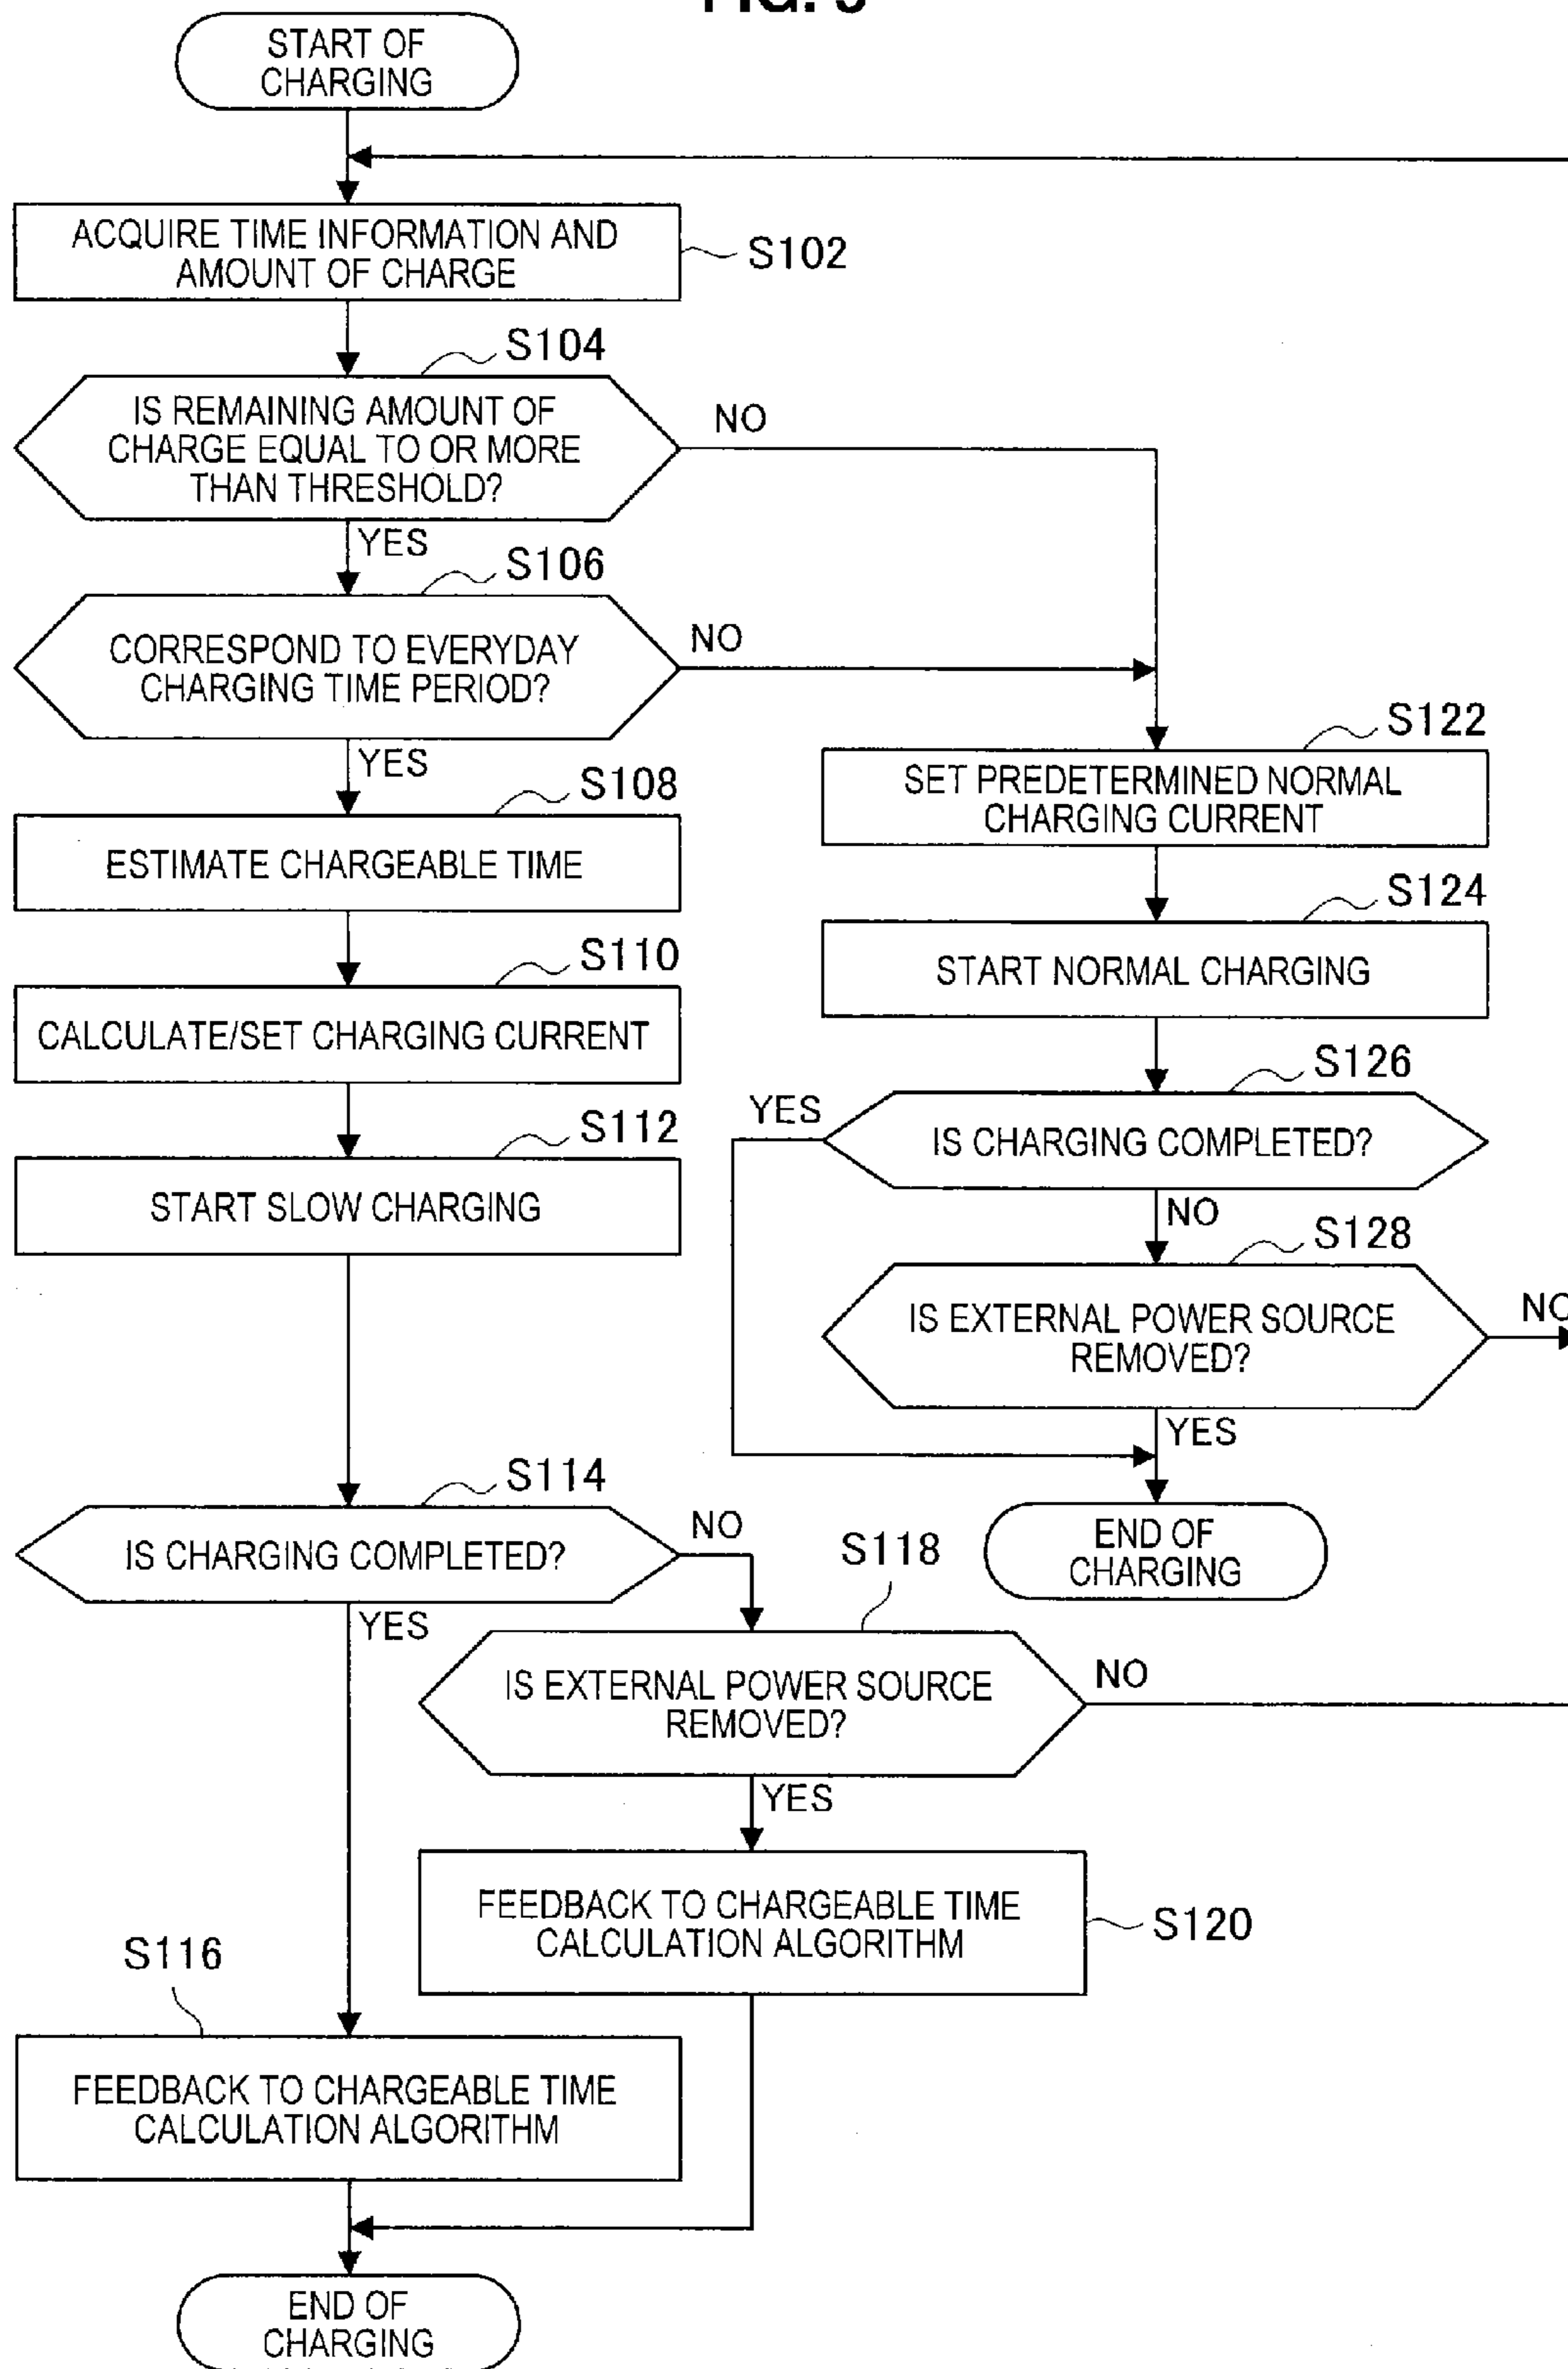 START OF
CHARGING
ACQUIRE TIME INFORMATION AND
AMOUNT OF CHARGE
S102
S104
IS REMAINING AMOUNT OF
CHARGE EQUAL TO OR MORE
THAN THRESHOLD?
NO
YES
S106
CORRESPOND TO EVERYDAY
CHARGING TIME PERIOD?
NO
YES
S108
ESTIMATE CHARGEABLE TIME
S110
CALCULATE/SET CHARGING CURRENT
S112
START SLOW CHARGING
S122
SET PREDETERMINED NORMAL
CHARGING CURRENT
S124
START NORMAL CHARGING
S126
YES
IS CHARGING COMPLETED?
NO
S128
IS EXTERNAL POWER SOURCE
REMOVED?
NO
YES
END OF
CHARGING
S114
IS CHARGING COMPLETED?
NO
YES
S118
IS EXTERNAL POWER SOURCE
REMOVED?
NO
YES
FEEDBACK TO CHARGEABLE TIME
CALCULATION ALGORITHM
S120
S116
FEEDBACK TO CHARGEABLE TIME
CALCULATION ALGORITHM
END OF
CHARGING